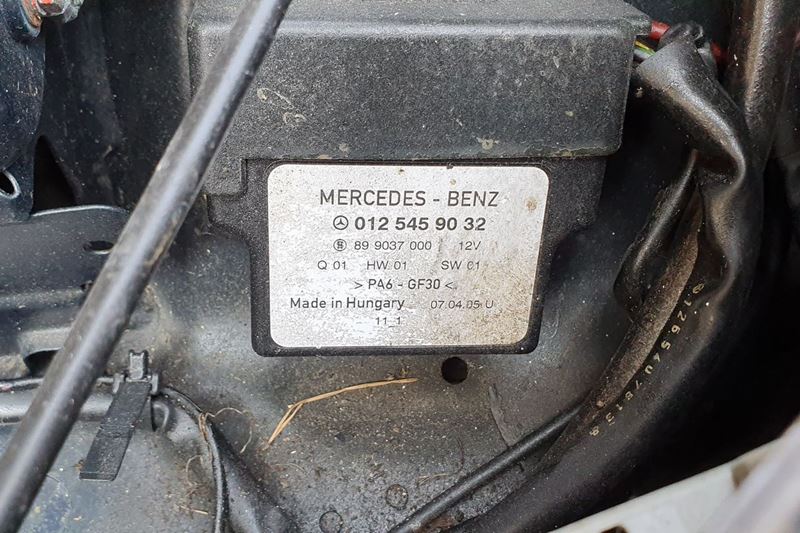 MERCEDES - BENZ
012 545 90 32
89 9037 000 12V
Q 01 HW 01 SW 01
> PA6 - GF30 <
Made in Hungary 07.04.05 U
11_1